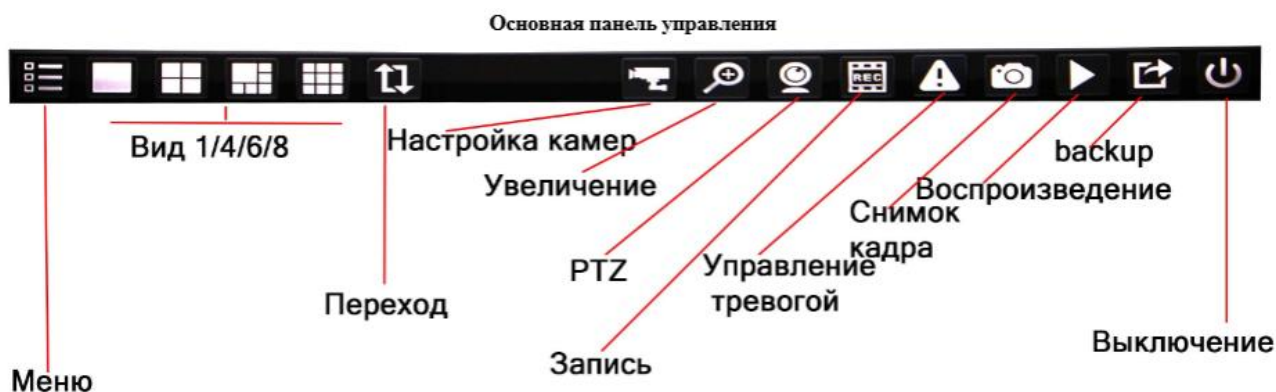 Основная панель управления
REC
Вид 1/4/6/8
Настройка камер
Увеличение
backup
Воспроизведение
Снимок
кадра
PTZ
Управление
тревогой
Переход
Запись
Выключение
Меню